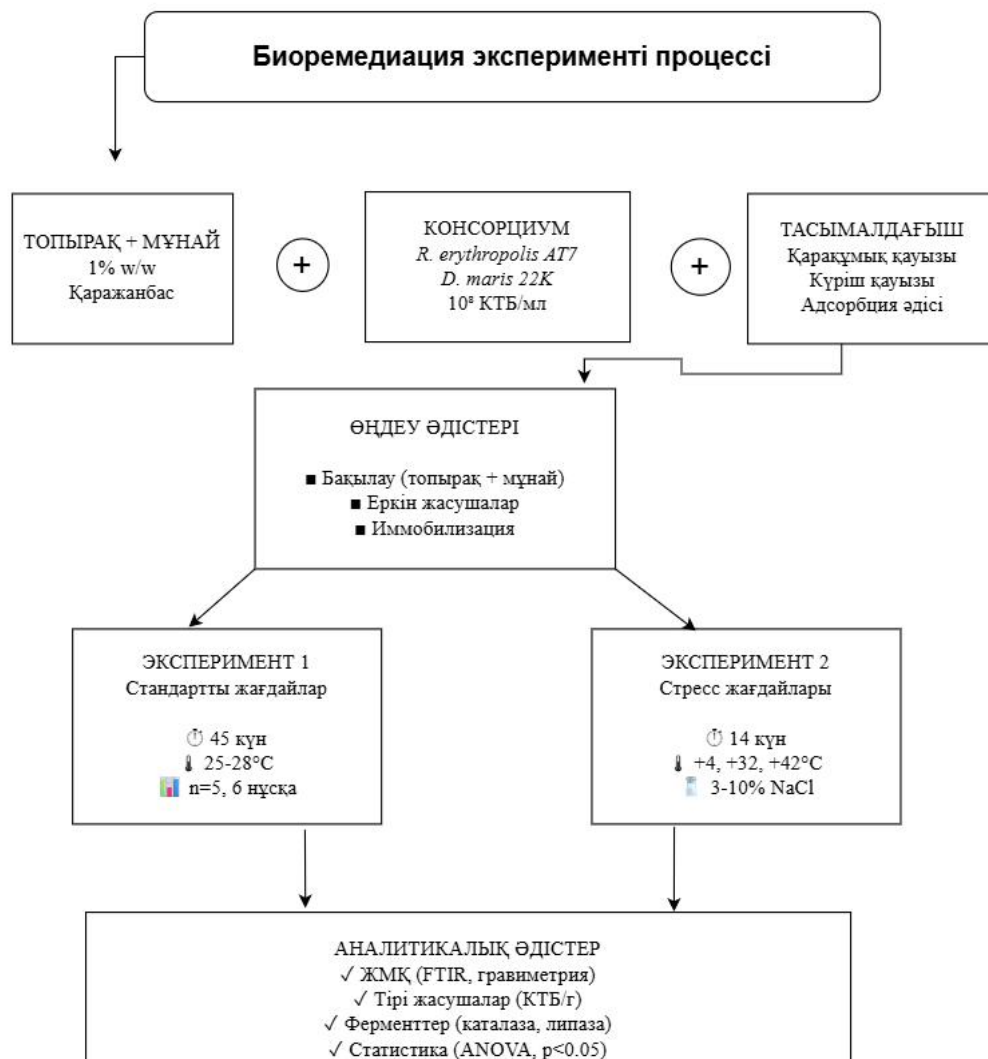 Биоремедиация эксперименті процессі
ТОПЫРАҚ + МҰНАЙ
1% w/w
Қаражанбас
+
КОНСОРЦИУМ
R. erythropolis AT7
D. maris 22K
10⁸ КТБ/мл
+
ТАСЫМАЛДАҒЫШ
Қарақұмық қауызы
Күріш қауызы
Адсорбция әдісі
ӨҢДЕУ ӘДІСТЕРІ
■ Бақылау (топырақ + мұнай)
■ Еркін жасушалар
■ Иммобилизация
ЭКСПЕРИМЕНТ 1
Стандартты жағдайлар
⏱ 45 күн
🌡 25-28°C
📊 n=5, 6 нұсқа
ЭКСПЕРИМЕНТ 2
Стресс жағдайлары
⏱ 14 күн
🌡 +4, +32, +42°C
🧂 3-10% NaCl
АНАЛИТИКАЛЫҚ ӘДІСТЕР
✓ ЖМҚ (FTIR, гравиметрия)
✓ Тірі жасушалар (КТБ/г)
✓ Ферменттер (каталаза, липаза)
✓ Статистика (ANOVA, p<0.05)